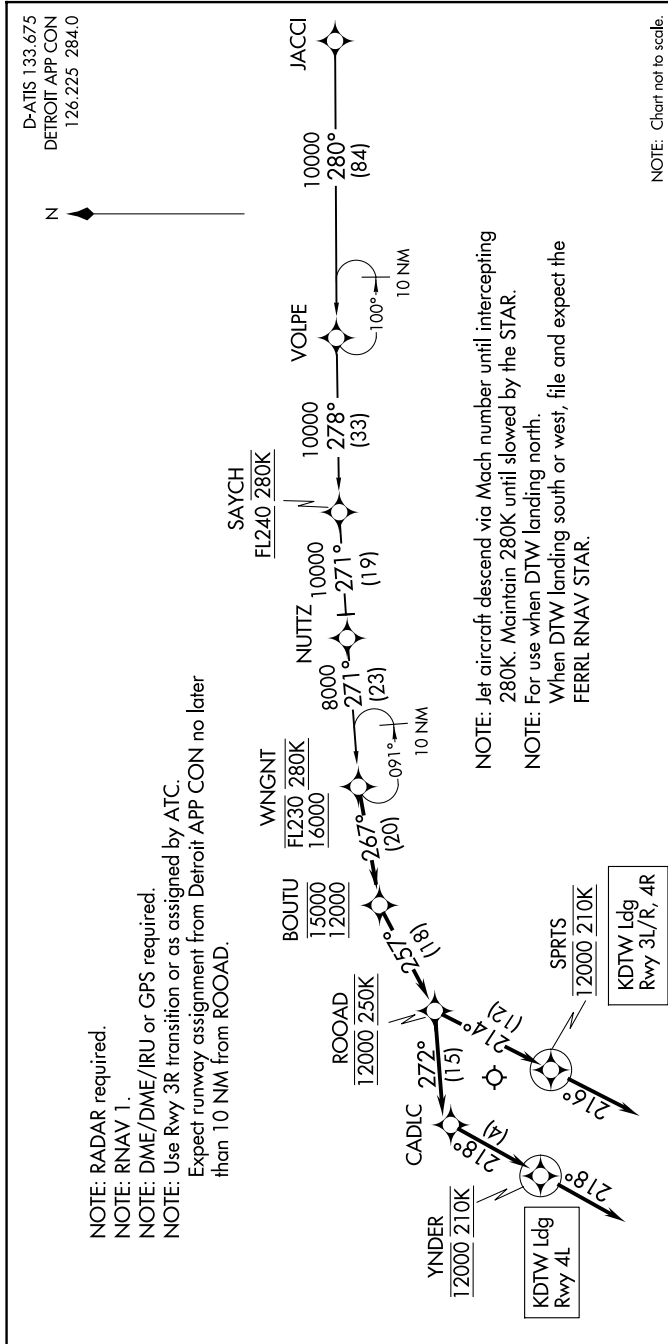 D-ATIS 133.675
DETROIT APP CON
126.225 284.0
N
NOTE: RADAR required.
NOTE: RNAV 1.
NOTE: DME/DME/IRU or GPS required.
NOTE: Use Rwy 3R transition or as assigned by ATC.
Expect runway assignment from Detroit APP CON no later
than 10 NM from ROOAD.
JACCI
10000
280°
(84)
VOLPE
100°
10 NM
10000
278°
(33)
SAYCH
FL240 280K
10000
271°
(19)
NUTTZ
8000
271°
(23)
WNGNT
FL230 280K
16000
091°
10 NM
267°
(20)
BOUTU
15000
12000
257°
(18)
ROOAD
12000 250K
272°
(15)
214°
(12)
CADLC
218°
(4)
YNDER
12000 210K
218°
KDTW Ldg
Rwy 4L
SPRTS
12000 210K
216°
KDTW Ldg
Rwy 3L/R, 4R
NOTE: Jet aircraft descend via Mach number until intercepting
280K. Maintain 280K until slowed by the STAR.
NOTE: For use when DTW landing north.
When DTW landing south or west, file and expect the
FERRL RNAV STAR.
NOTE: Chart not to scale.